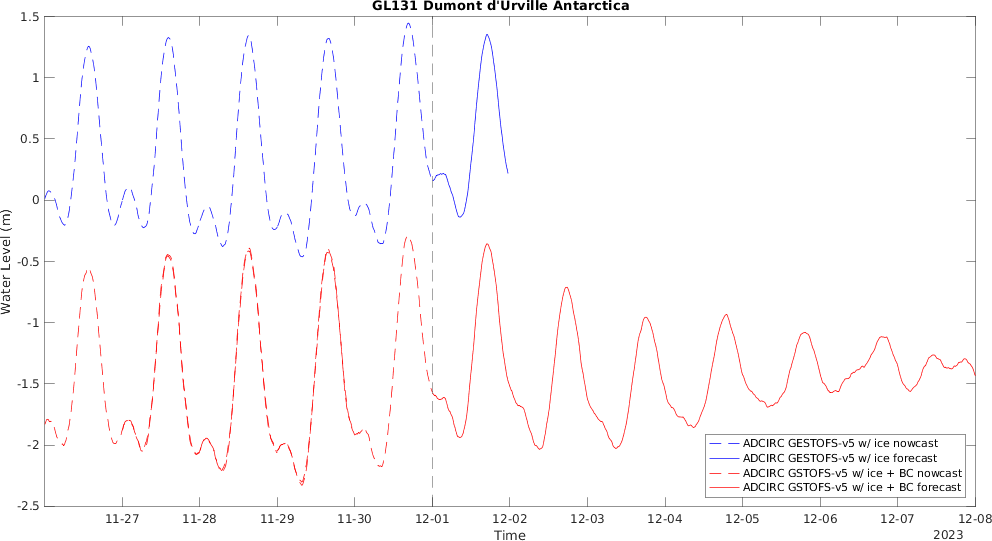 GL131 Dumont d'Urville Antarctica
1.5
1
0.5
0
-0.5
-1
-1.5
-2
-2.5
Water Level (m)
ADCIRC GESTOFS-v5 w/ ice nowcast
ADCIRC GESTOFS-v5 w/ ice forecast
ADCIRC GSTOFS-v5 w/ ice + BC nowcast
ADCIRC GSTOFS-v5 w/ ice + BC forecast
11-27 11-28 11-29 11-30 12-01 12-02 12-03 12-04 12-05 12-06 12-07 12-08
Time
2023